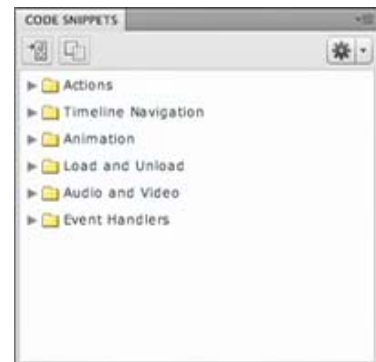 CODE SNIPPETS
Actions
Timeline Navigation
Animation
Load and Unload
Audio and Video
Event Handlers